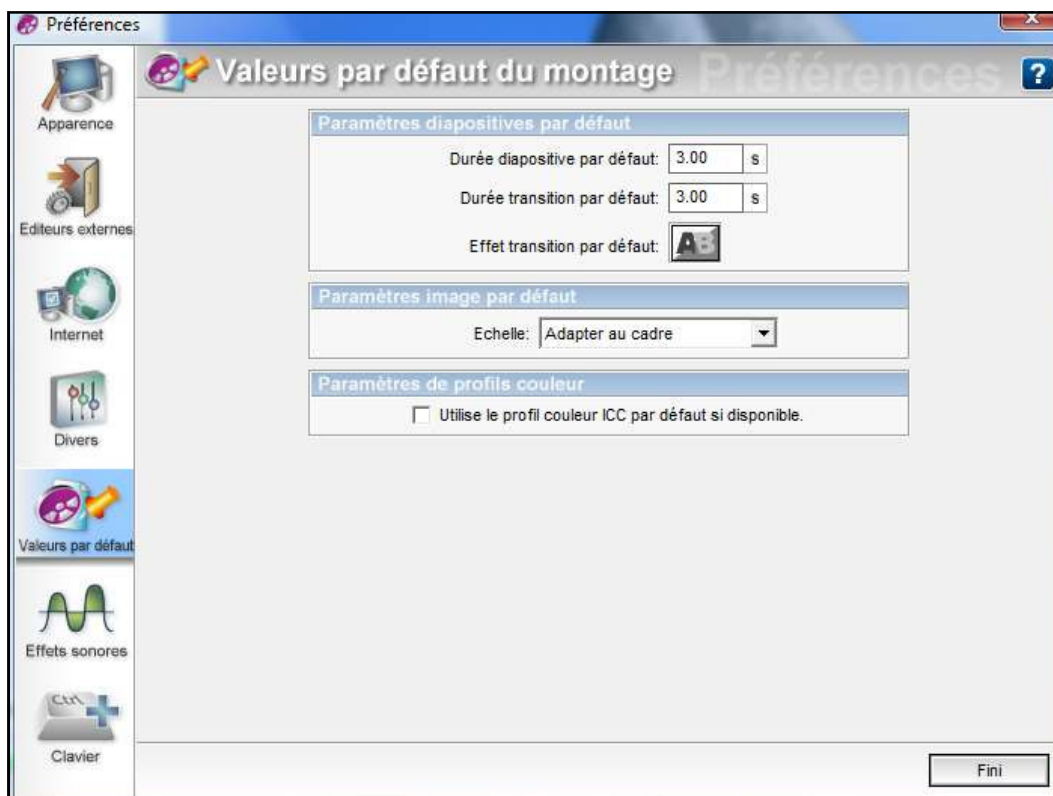 Préférences
Apparence
Editeurs externes
Internet
Divers
Valeurs par défaut
Effets sonores
Ctrl
Clavier
Valeurs par défaut du montage
Préférences
?
Paramètres diapositives par défaut
Durée diapositive par défaut: 3.00 s
Durée transition par défaut: 3.00 s
Effet transition par défaut: AB
Paramètres image par défaut
Echelle: Adapter au cadre
Paramètres de profils couleur
Utilise le profil couleur ICC par défaut si disponible.
Fini